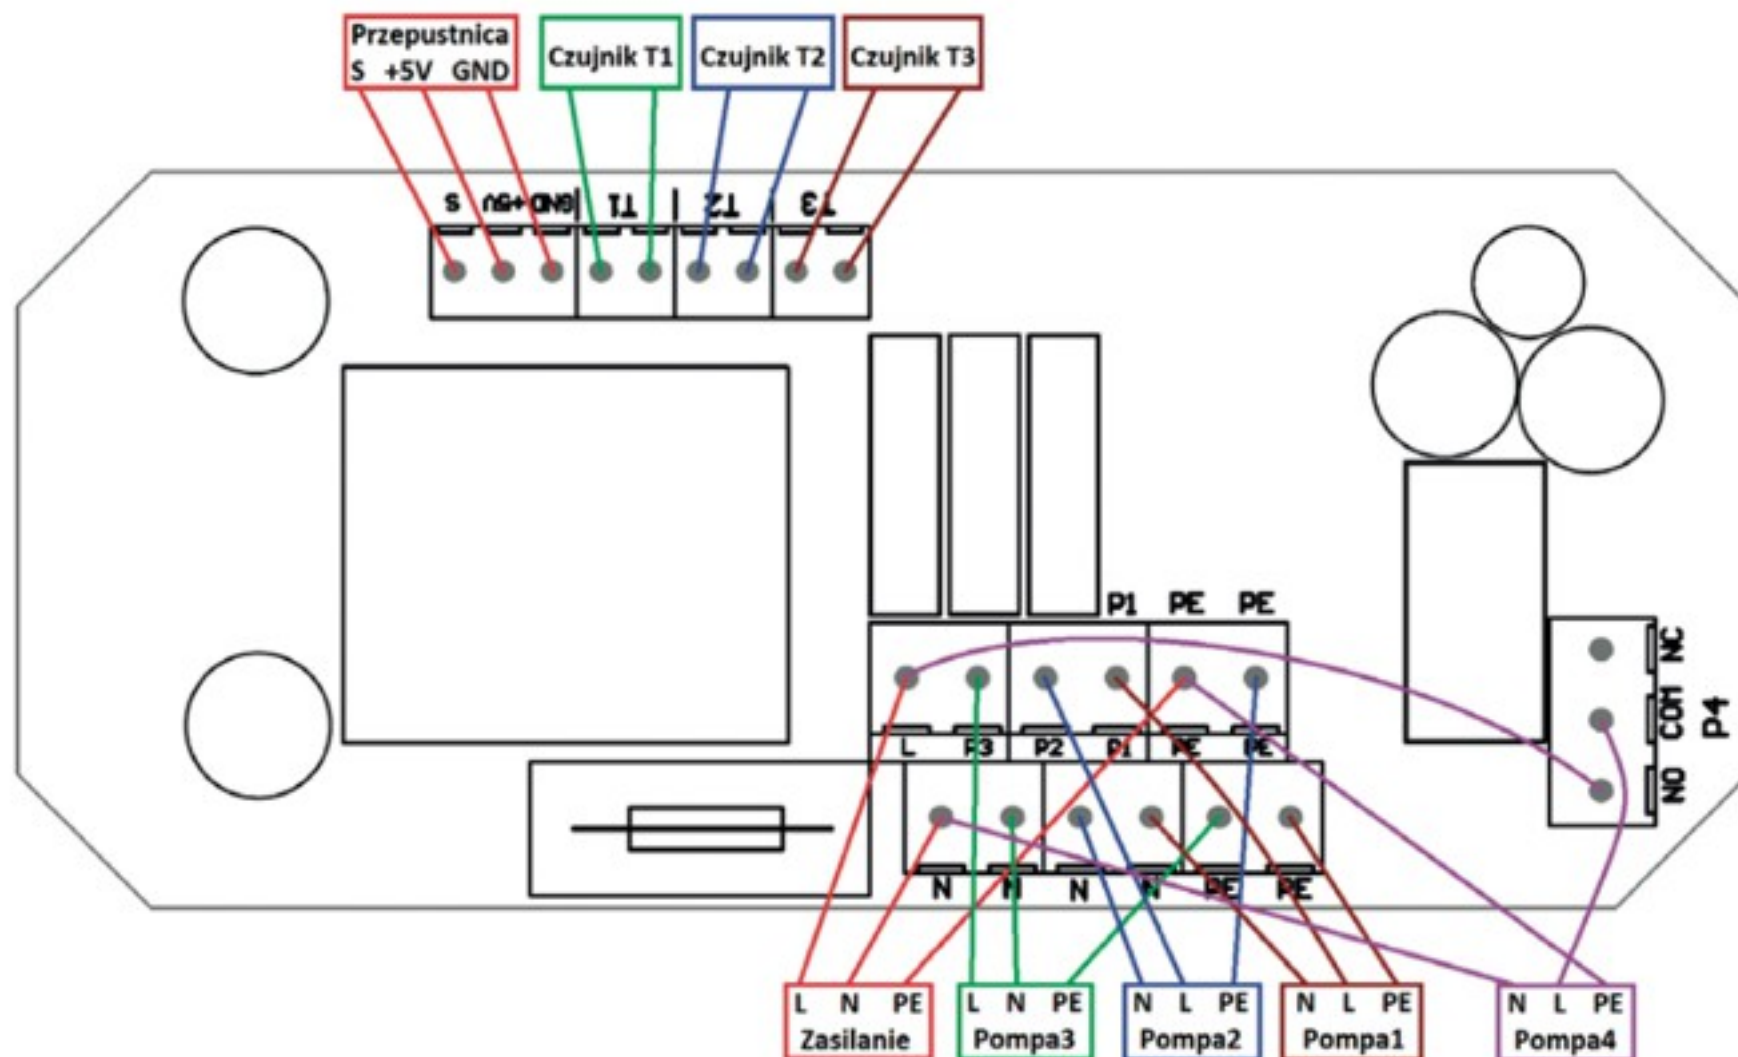 Przepustnica
S +5V GND
Czujnik T1
Czujnik T2
Czujnik T3
S +5V GND T1 T2 T3
P1 PE PE
L P3 P2 P1 PE PE
N N N N PE PE
NC
COM
NO
P4
L N PE
Zasilanie
L N PE
Pompa3
N L PE
Pompa2
N L PE
Pompa1
N L PE
Pompa4